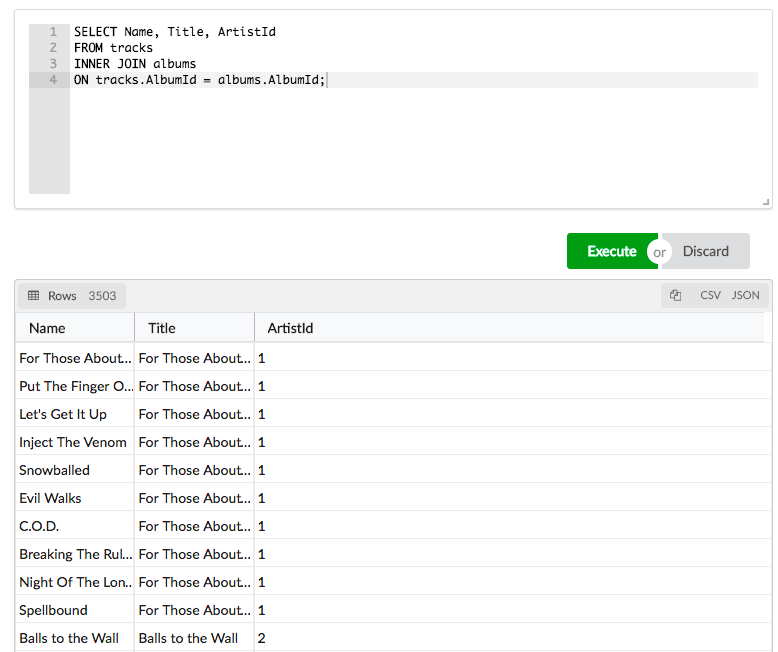 1 SELECT Name, Title, ArtistId
2 FROM tracks
3 INNER JOIN albums
4 ON tracks.AlbumId = albums.AlbumId;
Execute or Discard
Rows 3503 CSV JSON
Name Title ArtistId
For Those About... For Those About... 1
Put The Finger O... For Those About... 1
Let's Get It Up For Those About... 1
Inject The Venom For Those About... 1
Snowballed For Those About... 1
Evil Walks For Those About... 1
C.O.D. For Those About... 1
Breaking The Rul... For Those About... 1
Night Of The Lon... For Those About... 1
Spellbound For Those About... 1
Balls to the Wall Balls to the Wall 2